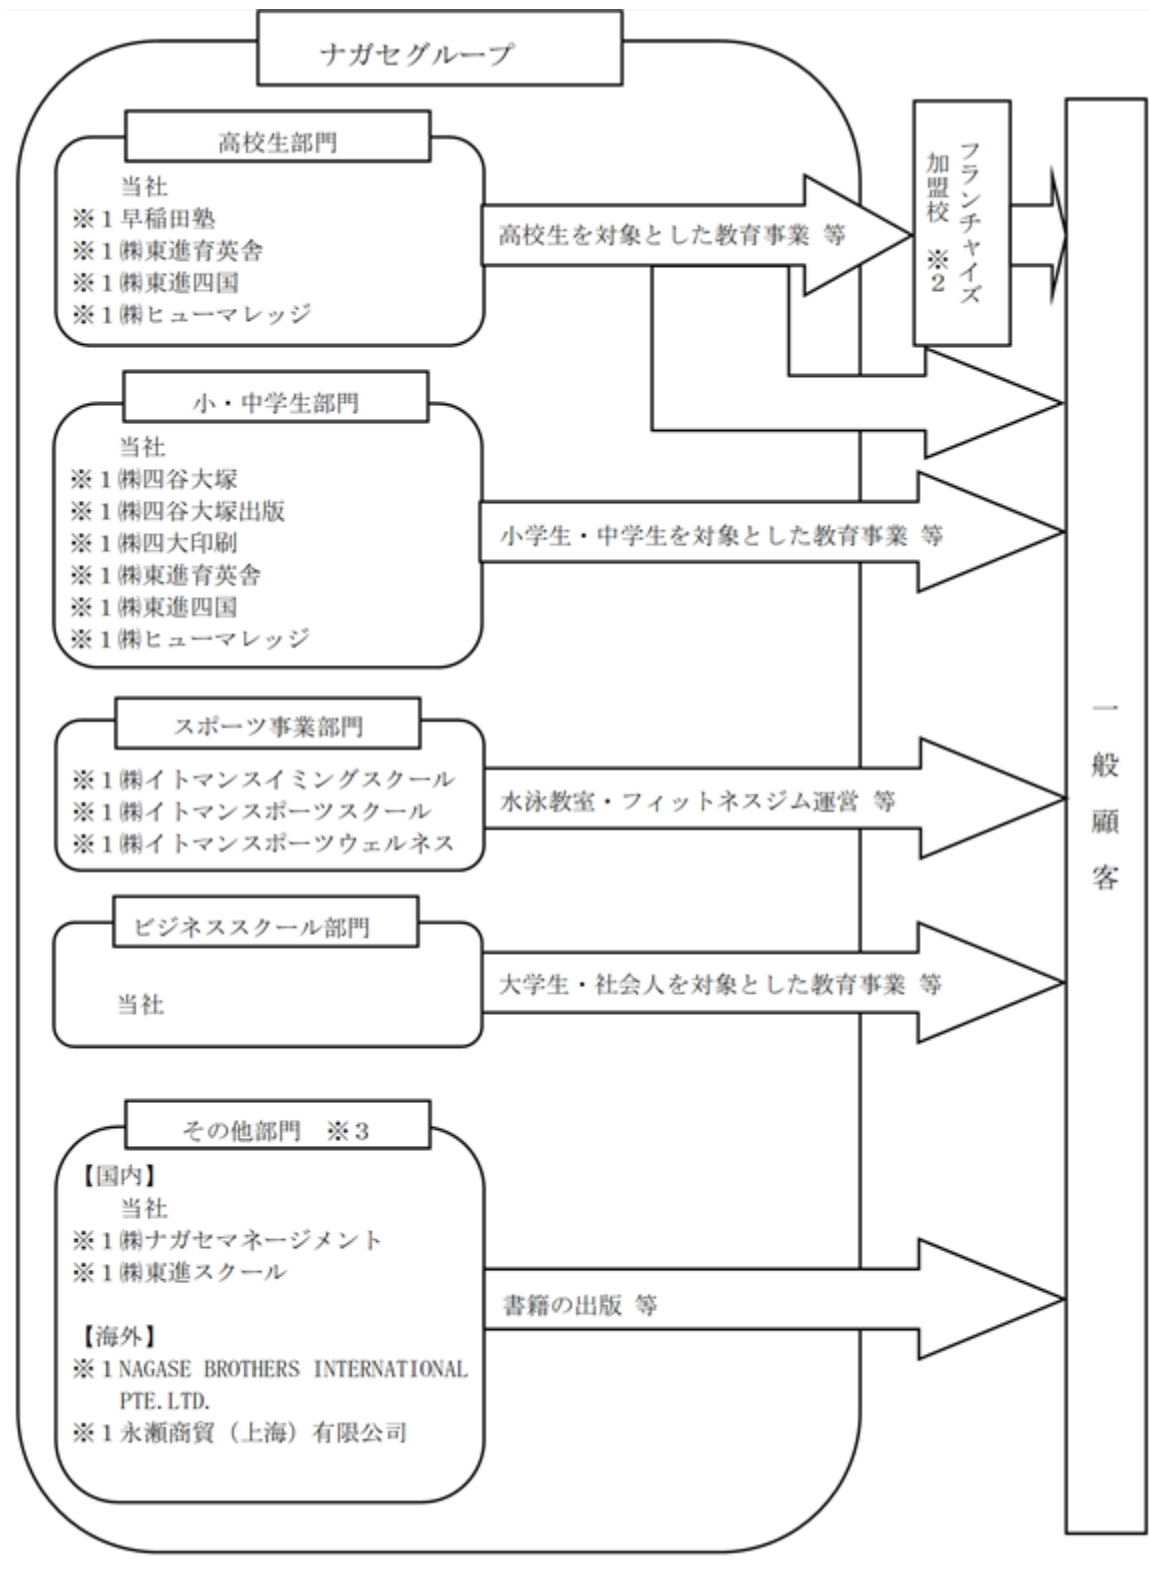 ナガセグループ
高校生部門
当社
※１早稲田塾
※１㈱東進育英舎
※１㈱東進四国
※１㈱ヒューマレッジ
高校生を対象とした教育事業 等
フランチャイズ
加盟校 ※２
小・中学生部門
当社
※１㈱四谷大塚
※１㈱四谷大塚出版
※１㈱四大印刷
※１㈱東進育英舎
※１㈱東進四国
※１㈱ヒューマレッジ
小学生・中学生を対象とした教育事業 等
スポーツ事業部門
※１㈱イトマンスイミングスクール
※１㈱イトマンスポーツスクール
※１㈱イトマンスポーツウェルネス
水泳教室・フィットネスジム運営 等
ビジネススクール部門
当社
大学生・社会人を対象とした教育事業 等
その他部門 ※３
【国内】
当社
※１㈱ナガセマネージメント
※１㈱東進スクール
【海外】
※１NAGASE BROTHERS INTERNATIONAL
PTE.LTD.
※１永瀬商貿（上海）有限公司
書籍の出版 等
一般顧客